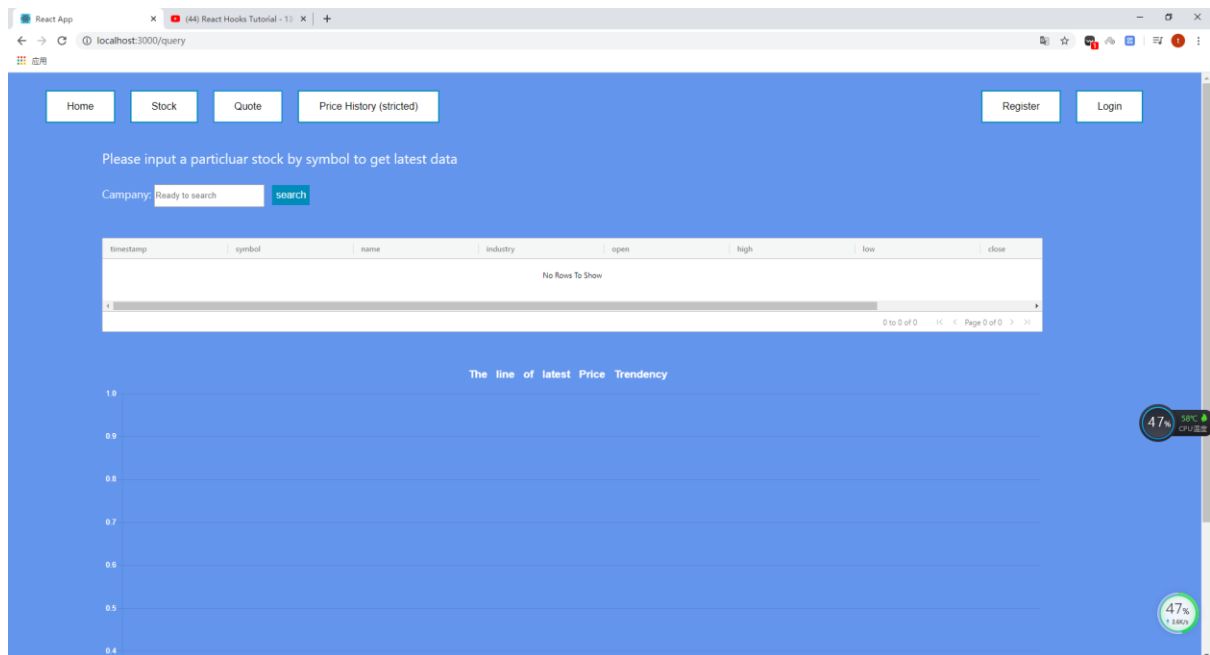 React App
(44) React Hooks Tutorial - 13
localhost:3000/query
应用
Home Stock Quote Price History (stricted) Register Login
Please input a particluar stock by symbol to get latest data
Campany: Ready to search search
timestamp symbol name industry open high low close
No Rows To Show
0 to 0 of 0 Page 0 of 0
The line of latest Price Trendency
1.0
0.9
47% 58℃
CPU温度
0.8
0.7
0.6
0.5
47%
↑ 3.6K/s
0.4